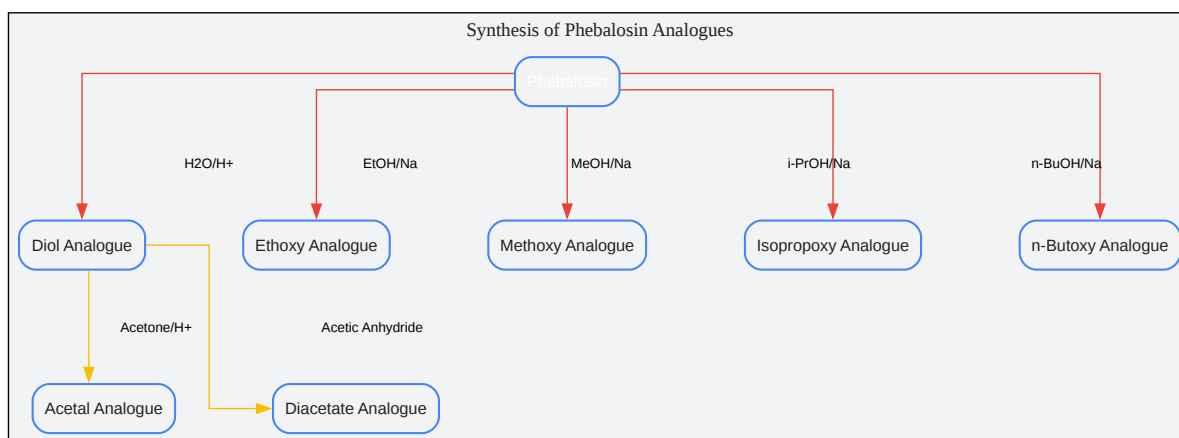 Synthesis of Phebalosin Analogues
Phebalosin
H2O/H+
EtOH/Na
MeOH/Na
i-PrOH/Na
n-BuOH/Na
Diol Analogue
Ethoxy Analogue
Methoxy Analogue
Isopropoxy Analogue
n-Butoxy Analogue
Acetone/H+
Acetic Anhydride
Acetal Analogue
Diacetate Analogue